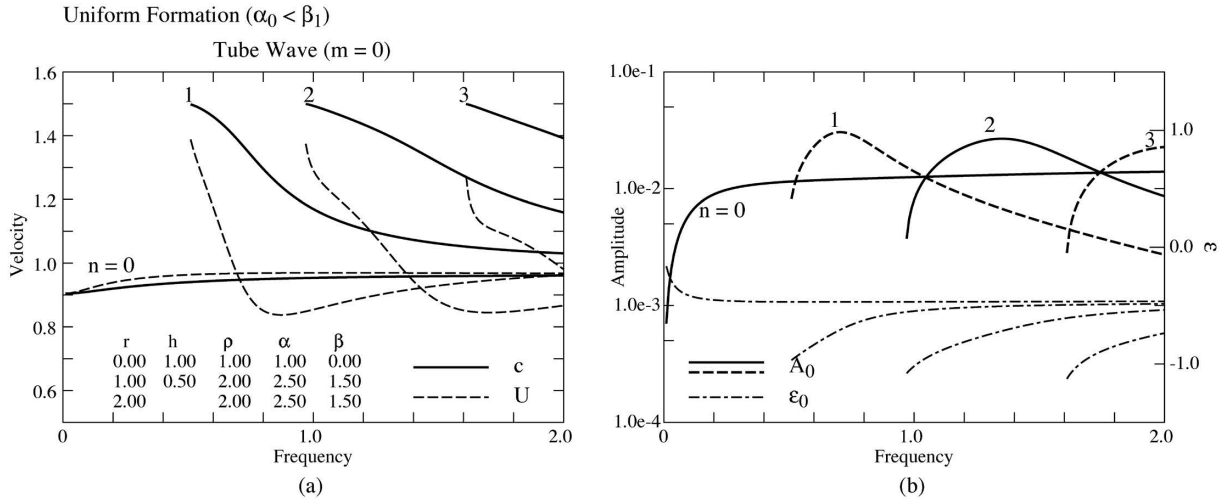 Uniform Formation (α0 < β1)
Tube Wave (m = 0)
1.6
1.4
1.2
1.0
0.8
0.6
Velocity
1
2
3
n = 0
r h ρ α β
0.00 1.00 1.00 1.00 0.00
1.00 0.50 2.00 2.50 1.50
2.00 2.00 2.50 1.50
c
U
0 1.0 2.0
Frequency
(a)
1.0e-1
1.0e-2
1.0e-3
1.0e-4
Amplitude
1
2
3
n = 0
A0
ε0
1.0
0.0
-1.0
ε
0 1.0 2.0
Frequency
(b)